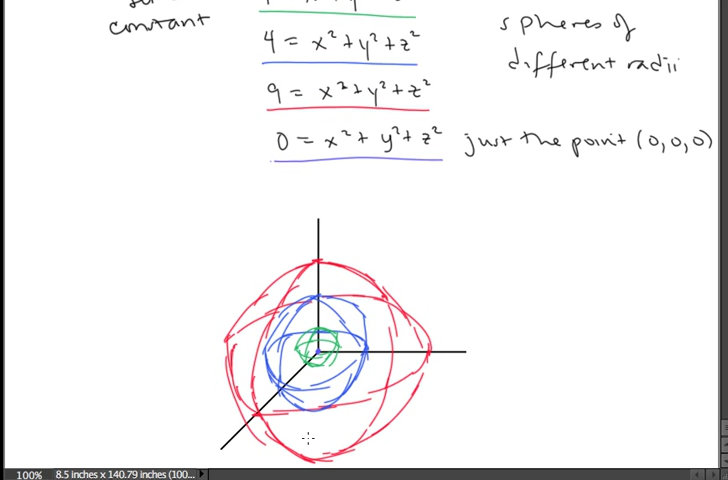 constant
4 = x² + y² + z²
9 = x² + y² + z²
0 = x² + y² + z² just the point (0,0,0)
spheres of
different radii
100% 8.5 inches x 140.79 inches (100...